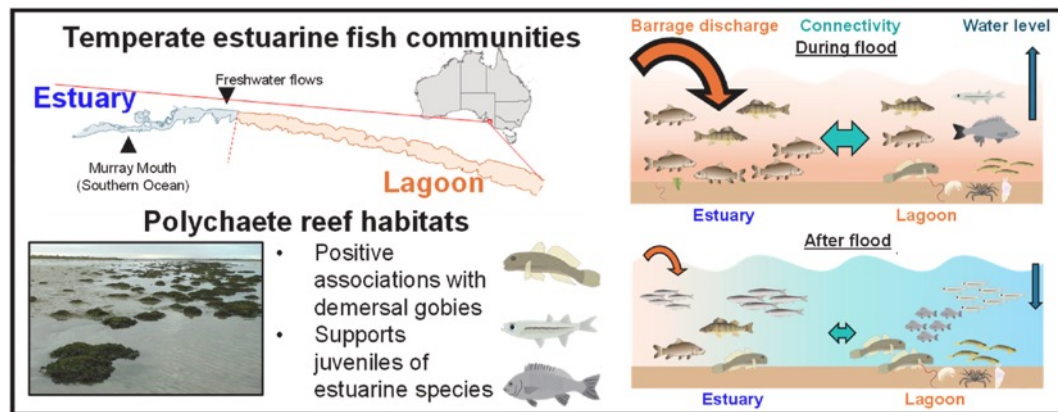 Temperate estuarine fish communities
Freshwater flows
Estuary
Murray Mouth
(Southern Ocean)
Lagoon
Polychaete reef habitats
• Positive
associations with
demersal gobies
• Supports
juveniles of
estuarine species
Barrage discharge Connectivity Water level
During flood
Estuary Lagoon
After flood
Estuary Lagoon